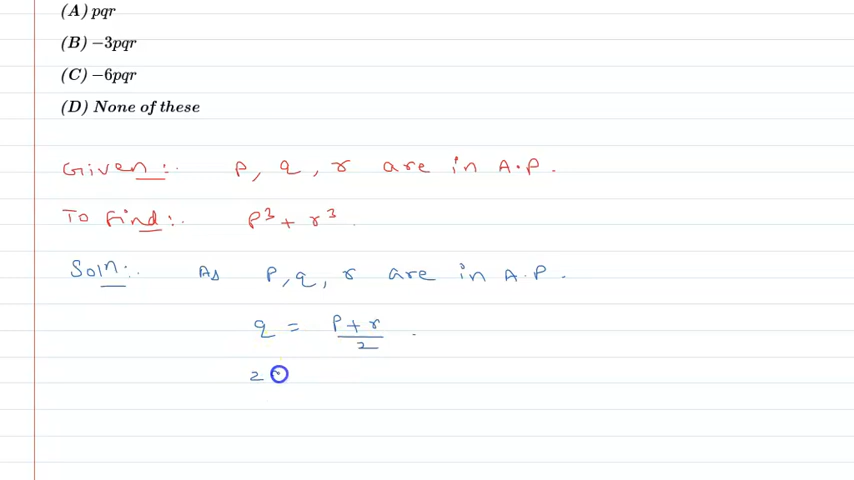 (A) pqr
(B) −3pqr
(C) −6pqr
(D) None of these
Given :. p, q, r are in A.P.
To Find :. p³ + r³.
Soln :. As p, q, r are in A.P.
q = p + r / 2 .
2